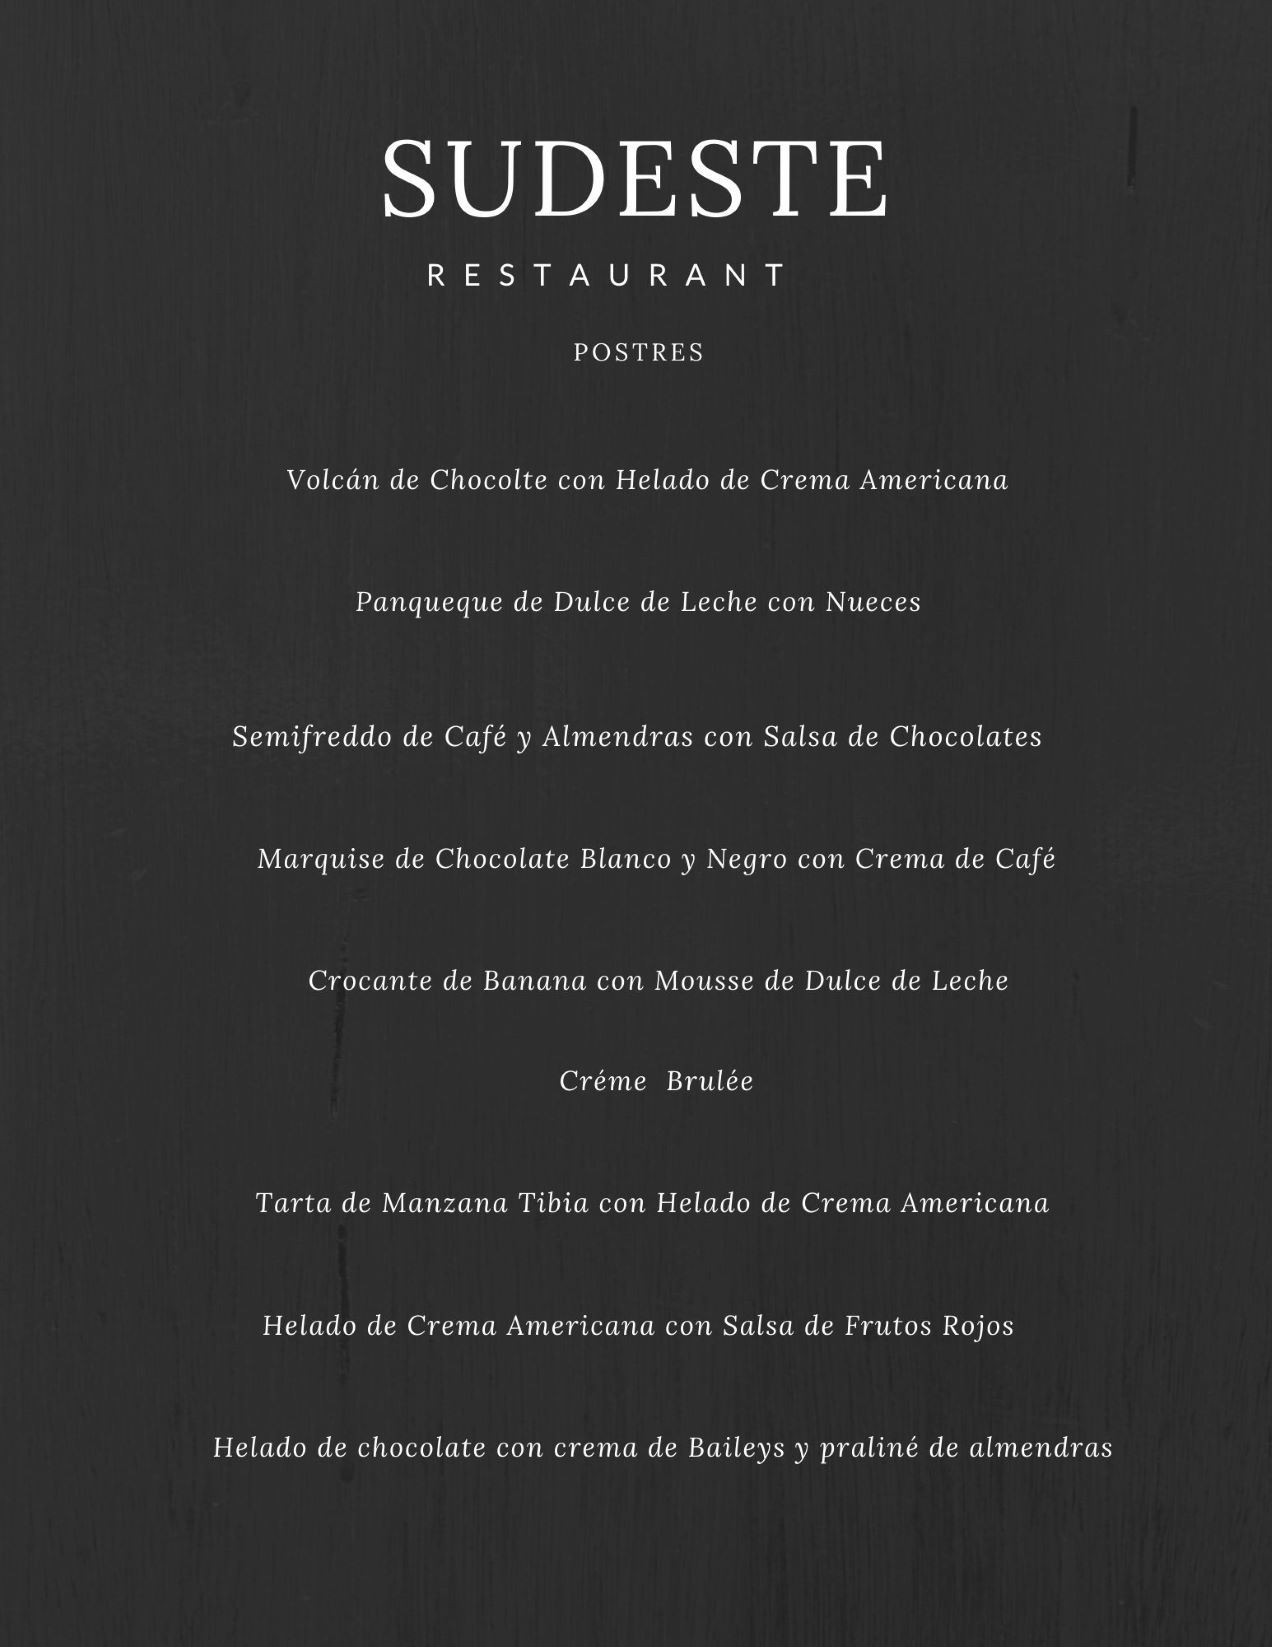 SUDESTE
RESTAURANT
POSTRES
Volcán de Chocolte con Helado de Crema Americana
Panqueque de Dulce de Leche con Nueces
Semifreddo de Café y Almendras con Salsa de Chocolates
Marquise de Chocolate Blanco y Negro con Crema de Café
Crocante de Banana con Mousse de Dulce de Leche
Créme  Brulée
Tarta de Manzana Tibia con Helado de Crema Americana
Helado de Crema Americana con Salsa de Frutos Rojos
Helado de chocolate con crema de Baileys y praliné de almendras